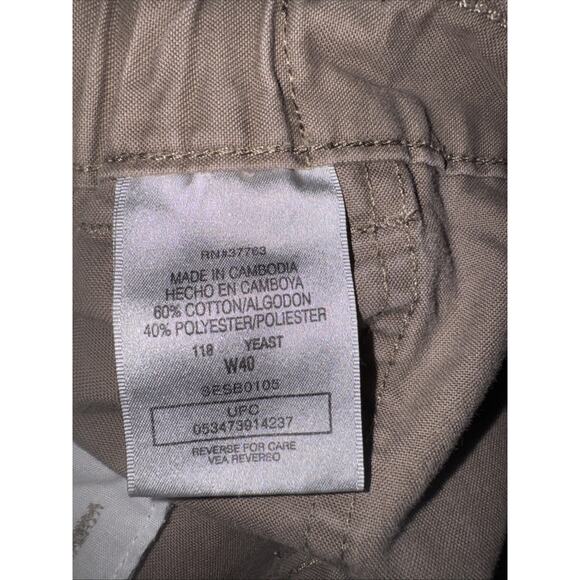 RN#37763
MADE IN CAMBODIA
HECHO EN CAMBOYA
60% COTTON/ALGODON
40% POLYESTER/POLIESTER
118 YEAST
W40
SESB0105
UPC
053473914237
REVERSE FOR CARE
VEA REVERSO